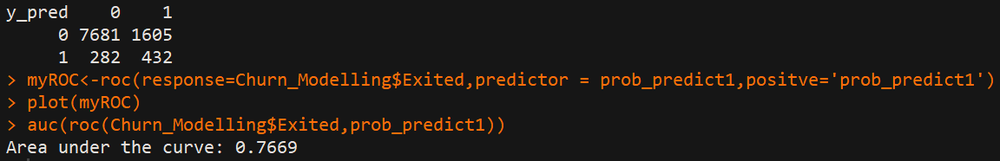 y_pred    0    1
     0 7681 1605
     1  282  432
> myROC<-roc(response=Churn_Modelling$Exited,predictor = prob_predict1,positve='prob_predict1')
> plot(myROC)
> auc(roc(Churn_Modelling$Exited,prob_predict1))
Area under the curve: 0.7669